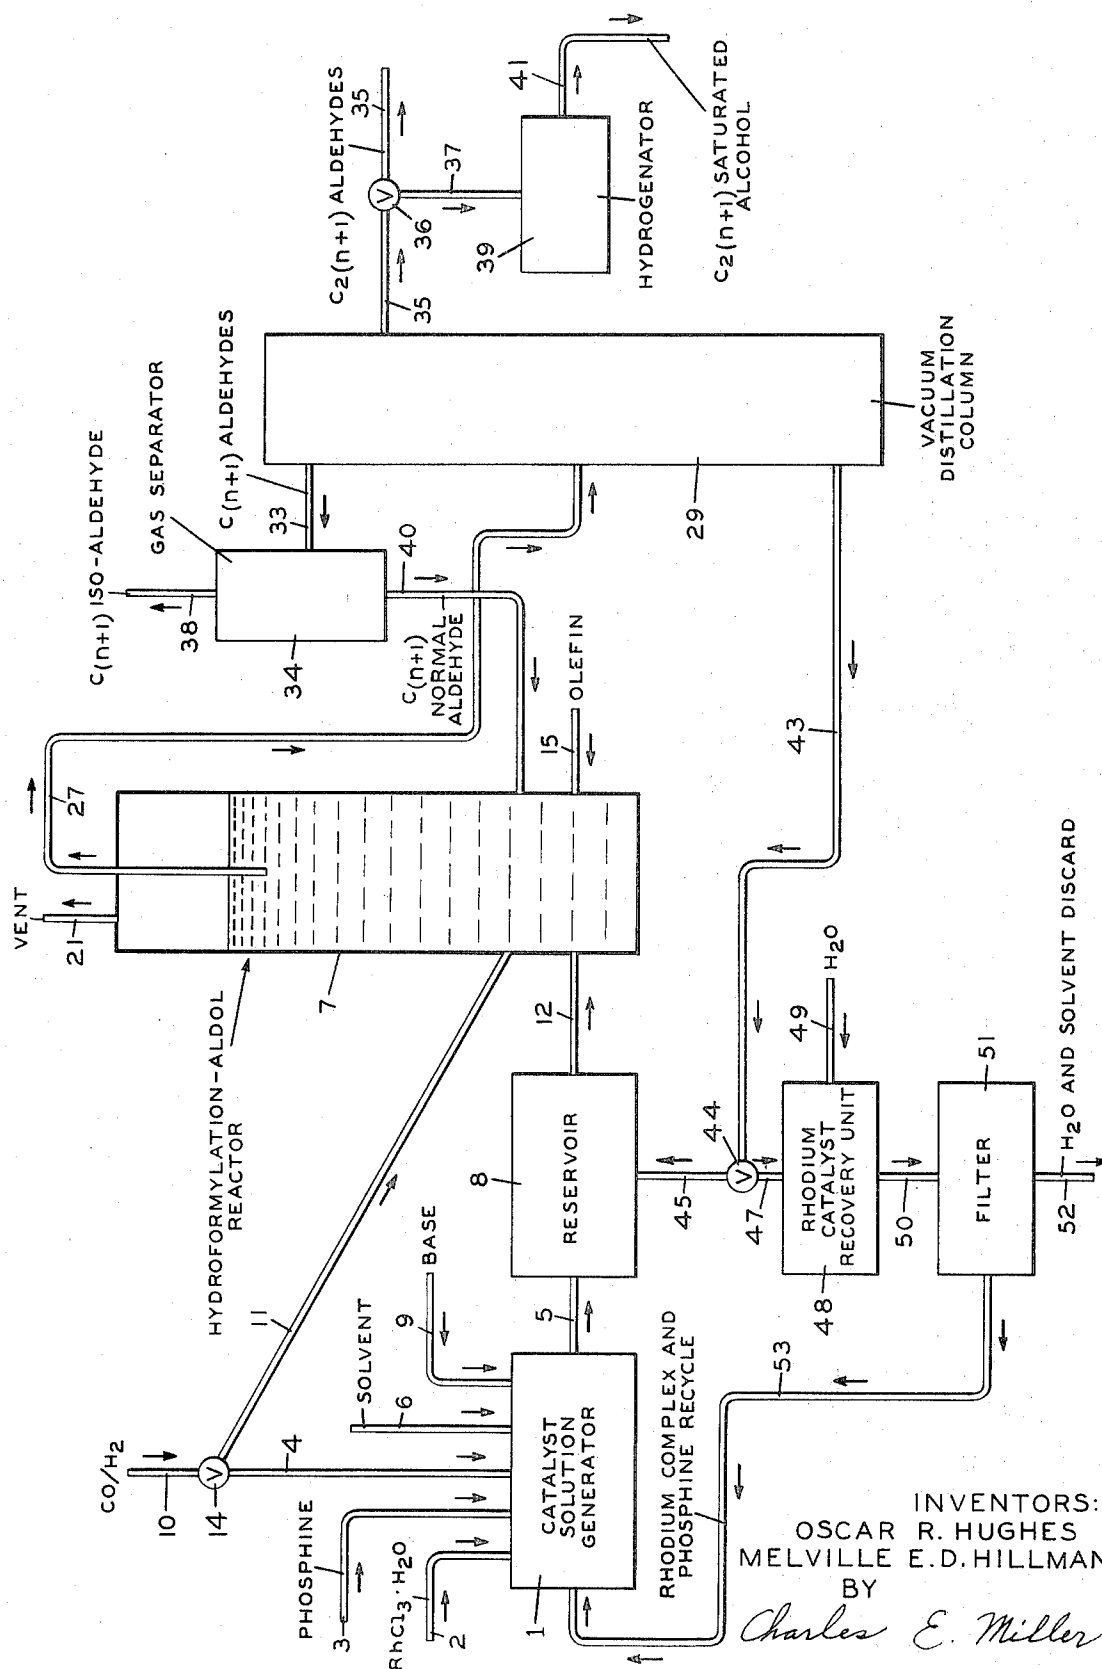 CO/H2
10
14
V
4
11
PHOSPHINE
3
RhCl3·H2O
2
SOLVENT
6
BASE
9
CATALYST
SOLUTION
GENERATOR
1
5
RESERVOIR
8
12
HYDROFORMYLATION-ALDOL
REACTOR
7
VENT
21
27
15
OLEFIN
C(n+1) ISO-ALDEHYDE
38
GAS SEPARATOR
34
C(n+1) ALDEHYDES
33
40
C(n+1)
NORMAL
ALDEHYDE
29
VACUUM
DISTILLATION
COLUMN
C2(n+1) ALDEHYDES
35
V
36
35
37
39
HYDROGENATOR
41
C2(n+1) SATURATED
ALCOHOL
43
44
V
45
47
RHODIUM
CATALYST
RECOVERY UNIT
48
49
H2O
50
FILTER
51
52
H2O AND SOLVENT DISCARD
53
RHODIUM COMPLEX AND
PHOSPHINE RECYCLE
INVENTORS:
OSCAR R. HUGHES
MELVILLE E.D. HILLMAN
BY
Charles E. Miller